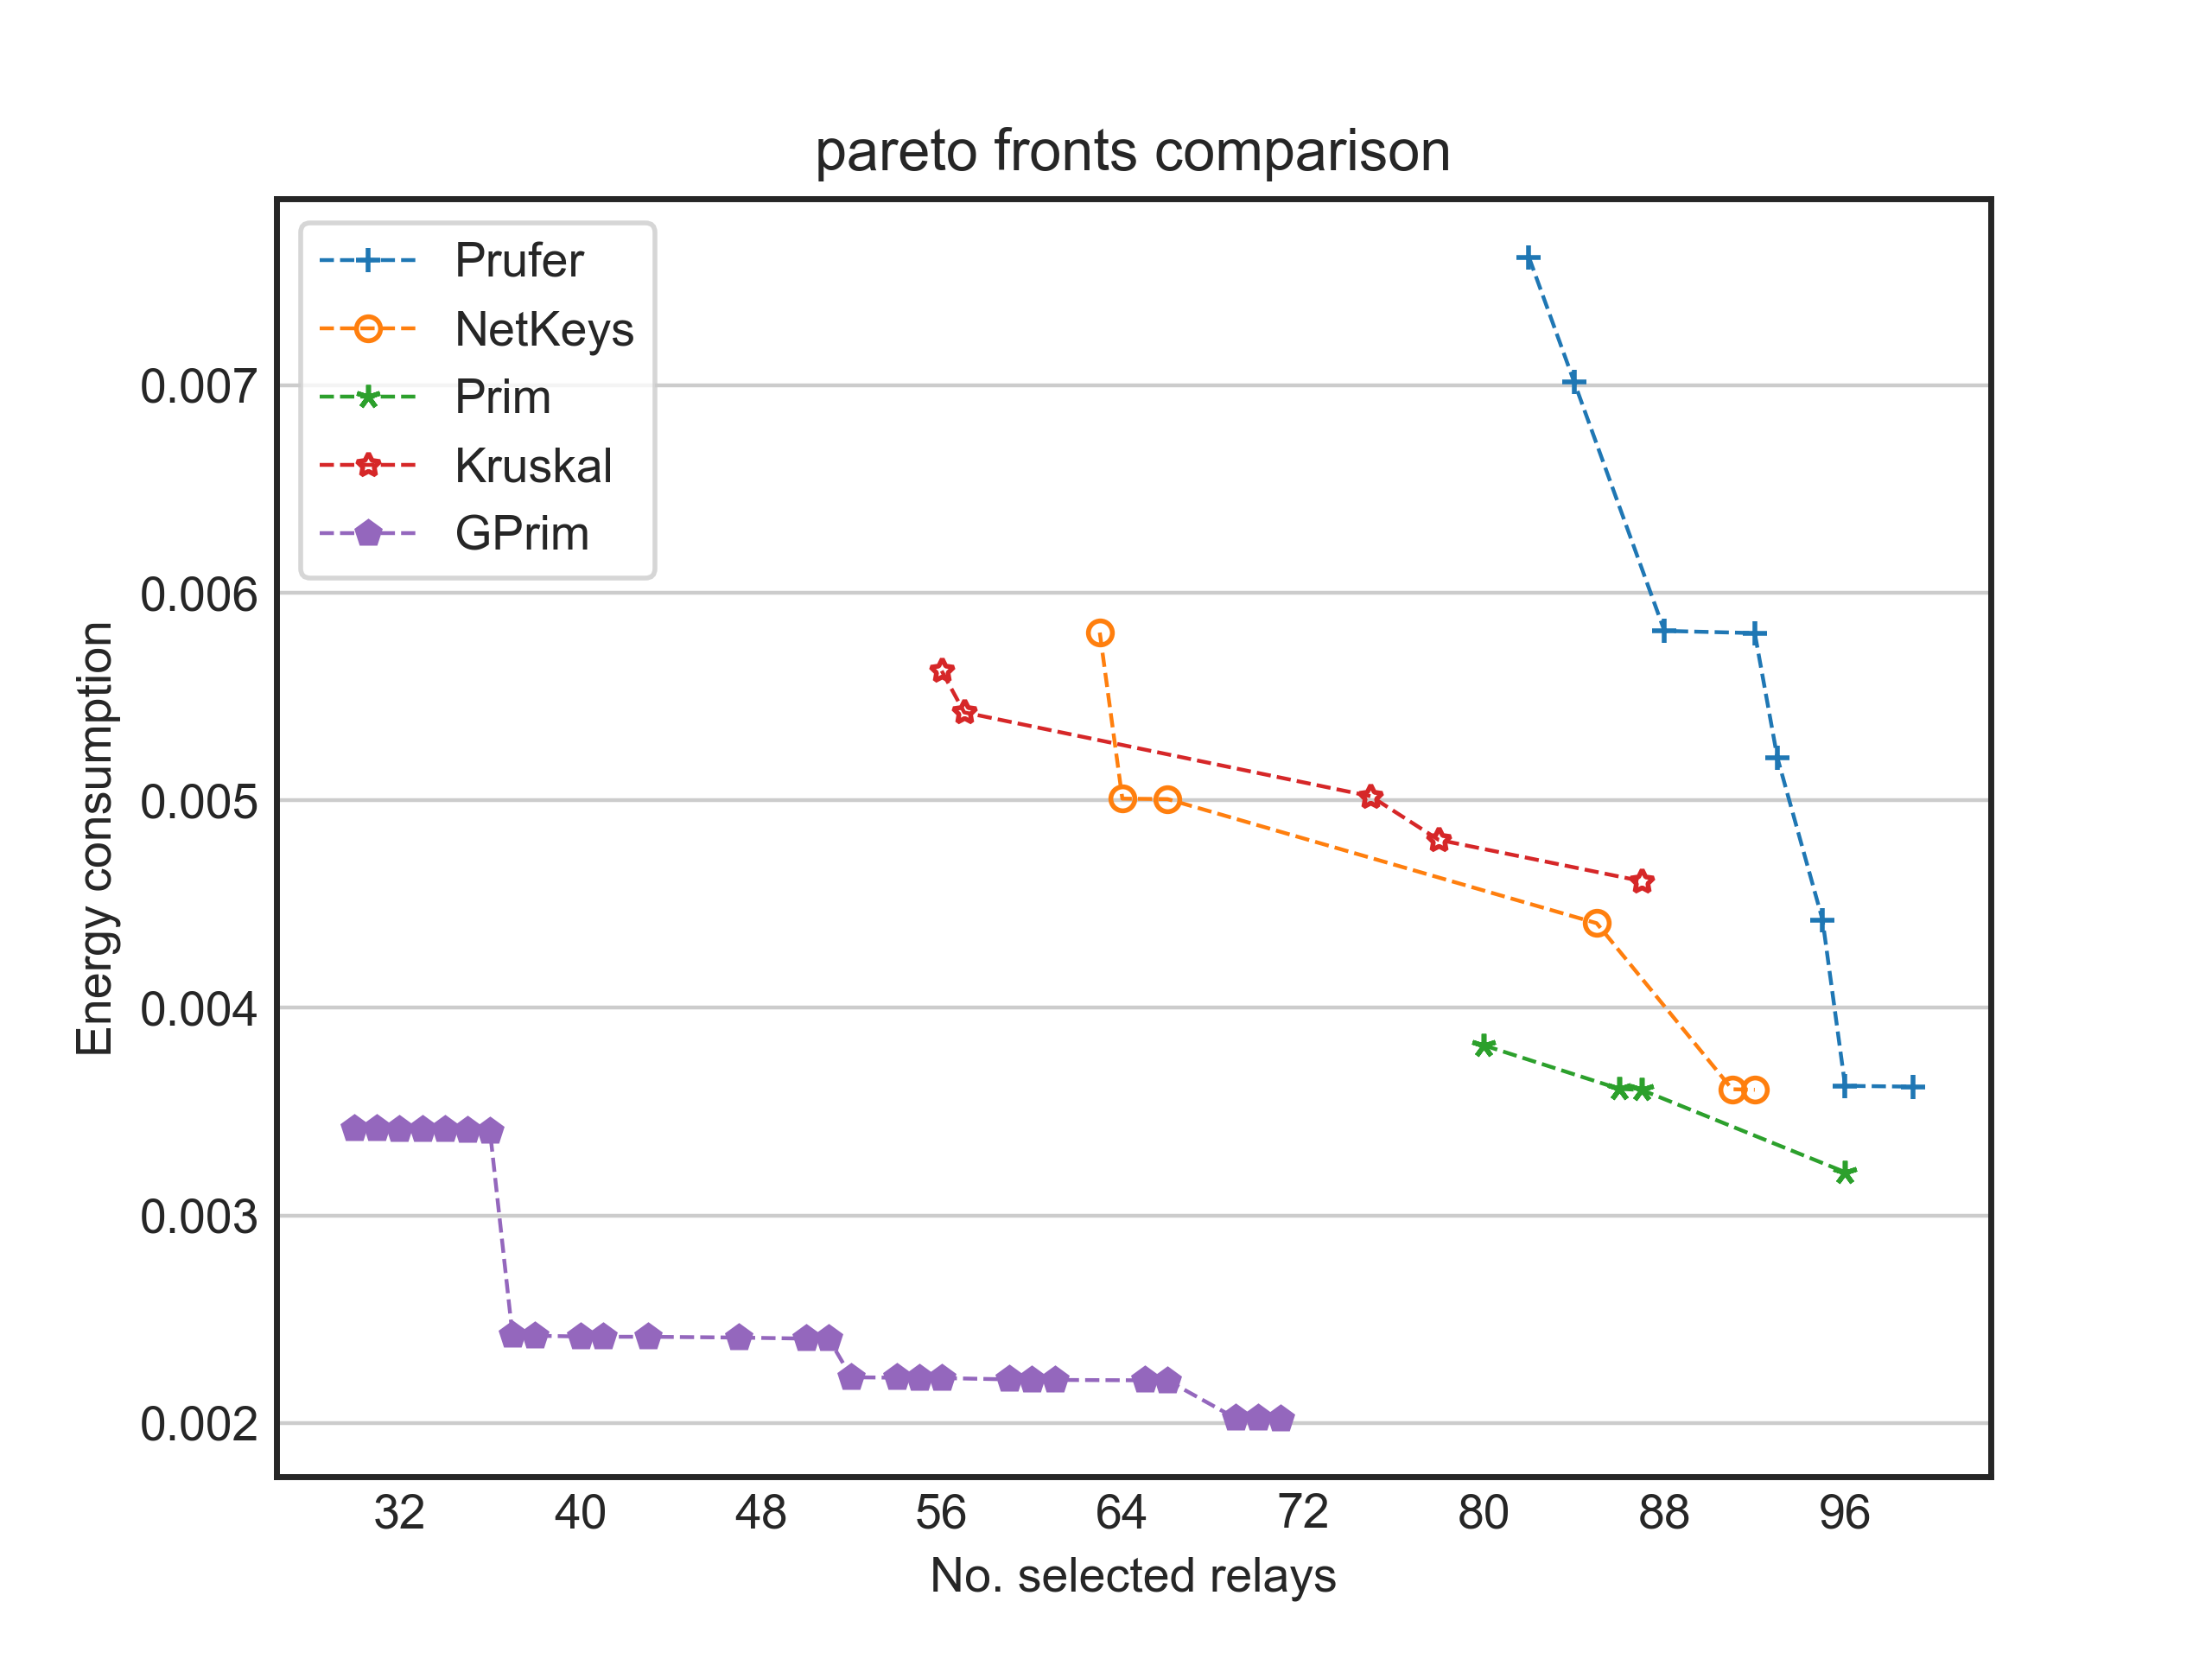 pareto fronts comparison
Prufer
NetKeys
Prim
Kruskal
GPrim
0.007
0.006
0.005
0.004
0.003
0.002
Energy consumption
32 40 48 56 64 72 80 88 96
No. selected relays